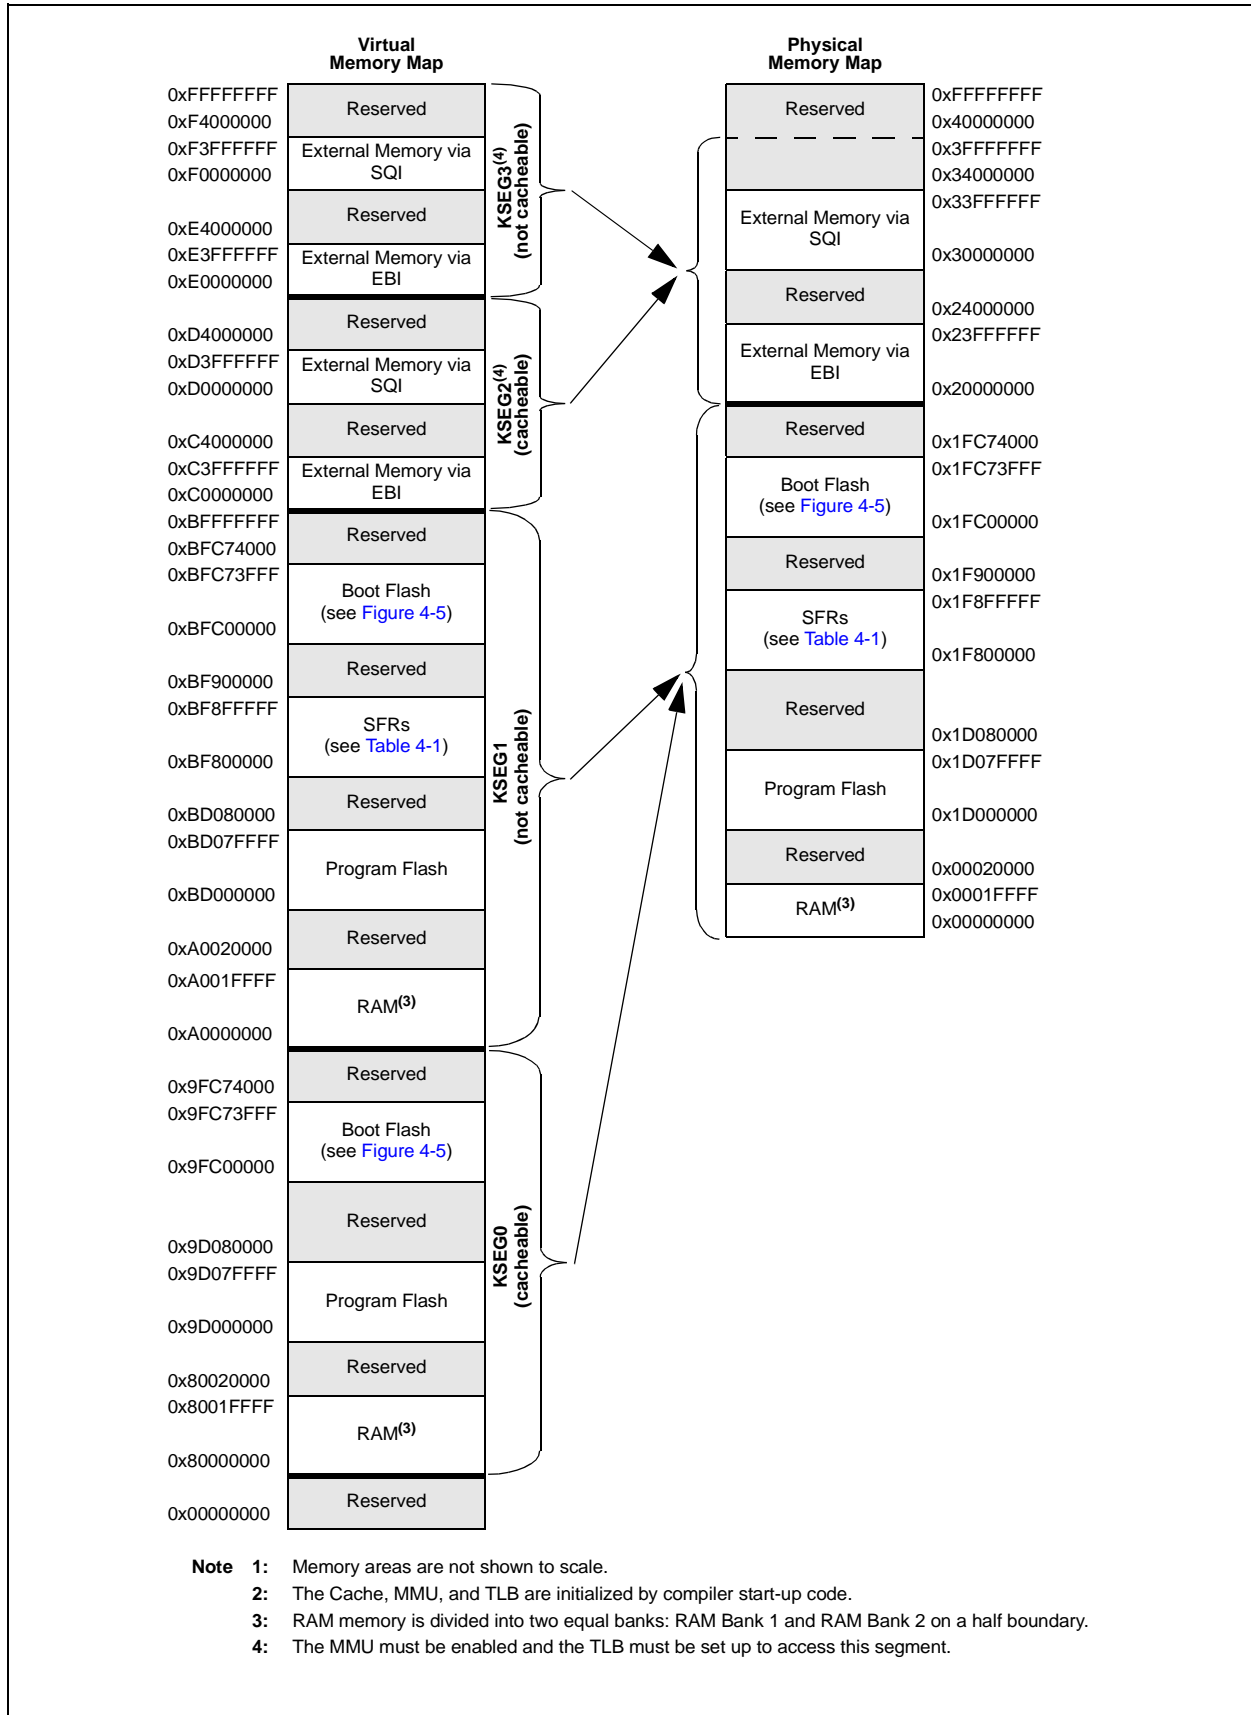 Virtual
Memory Map
0xFFFFFFFF
Reserved
0xF4000000
0xF3FFFFFF
External Memory via
SQI
0xF0000000
Reserved
0xE4000000
0xE3FFFFFF
External Memory via
EBI
0xE0000000
KSEG3(4)
(not cacheable)
Reserved
0xD4000000
0xD3FFFFFF
External Memory via
SQI
0xD0000000
Reserved
0xC4000000
0xC3FFFFFF
External Memory via
EBI
0xC0000000
KSEG2(4)
(cacheable)
0xBFFFFFFF
Reserved
0xBFC74000
0xBFC73FFF
Boot Flash
(see Figure 4-5)
0xBFC00000
Reserved
0xBF900000
0xBF8FFFFF
SFRs
(see Table 4-1)
0xBF800000
Reserved
0xBD080000
0xBD07FFFF
Program Flash
0xBD000000
Reserved
0xA0020000
0xA001FFFF
RAM(3)
0xA0000000
KSEG1
(not cacheable)
Reserved
0x9FC74000
0x9FC73FFF
Boot Flash
(see Figure 4-5)
0x9FC00000
Reserved
0x9D080000
0x9D07FFFF
Program Flash
0x9D000000
Reserved
0x80020000
0x8001FFFF
RAM(3)
0x80000000
KSEG0
(cacheable)
Reserved
0x00000000
Physical
Memory Map
Reserved
0xFFFFFFFF
0x40000000
0x3FFFFFFF
0x34000000
External Memory via
SQI
0x33FFFFFF
0x30000000
Reserved
0x24000000
External Memory via
EBI
0x23FFFFFF
0x20000000
Reserved
0x1FC74000
0x1FC73FFF
Boot Flash
(see Figure 4-5)
0x1FC00000
Reserved
0x1F900000
0x1F8FFFFF
SFRs
(see Table 4-1)
0x1F800000
Reserved
0x1D080000
0x1D07FFFF
Program Flash
0x1D000000
Reserved
0x00020000
0x0001FFFF
RAM(3)
0x00000000
Note 1: Memory areas are not shown to scale.
2: The Cache, MMU, and TLB are initialized by compiler start-up code.
3: RAM memory is divided into two equal banks: RAM Bank 1 and RAM Bank 2 on a half boundary.
4: The MMU must be enabled and the TLB must be set up to access this segment.